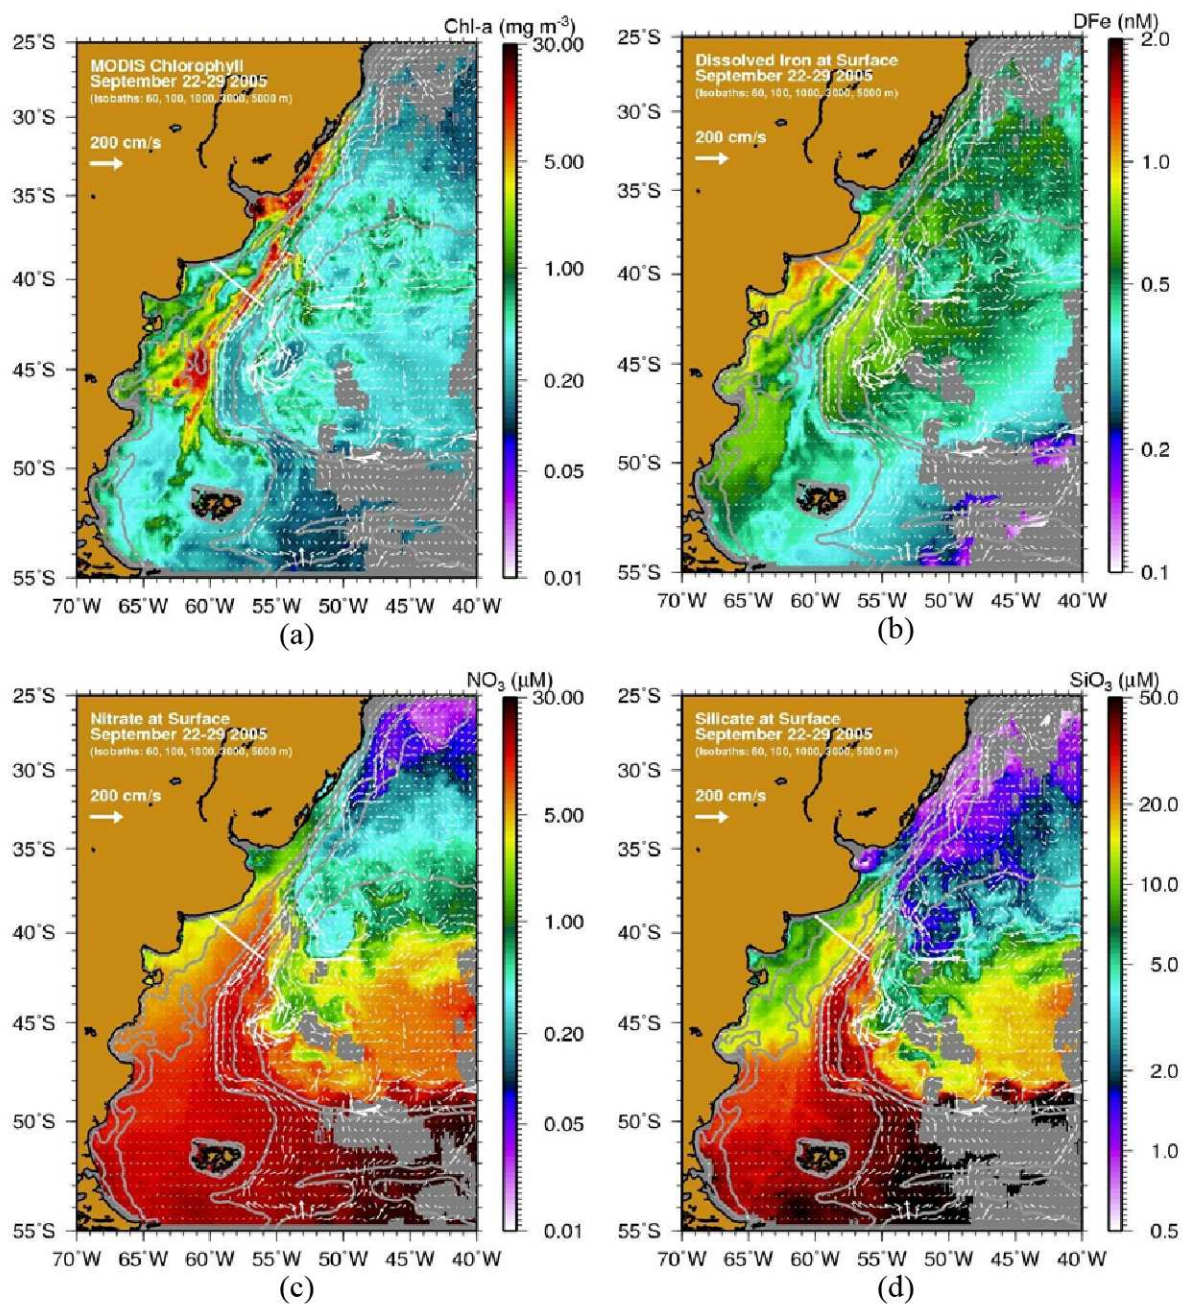 Chl-a (mg m-3)
25°S
30°S
35°S
40°S
45°S
50°S
55°S
70°W 65°W 60°W 55°W 50°W 45°W 40°W
MODIS Chlorophyll
September 22-29 2005
(Isobaths: 60, 100, 1000, 3000, 5000 m)
200 cm/s
30.00
5.00
1.00
0.20
0.05
0.01
(a)
DFe (nM)
25°S
30°S
35°S
40°S
45°S
50°S
55°S
70°W 65°W 60°W 55°W 50°W 45°W 40°W
Dissolved Iron at Surface
September 22-29 2005
(Isobaths: 60, 100, 1000, 3000, 5000 m)
200 cm/s
2.0
1.0
0.5
0.2
0.1
(b)
NO3 (µM)
25°S
30°S
35°S
40°S
45°S
50°S
55°S
70°W 65°W 60°W 55°W 50°W 45°W 40°W
Nitrate at Surface
September 22-29 2005
(Isobaths: 60, 100, 1000, 3000, 5000 m)
200 cm/s
30.00
5.00
1.00
0.20
0.05
0.01
(c)
SiO3 (µM)
25°S
30°S
35°S
40°S
45°S
50°S
55°S
70°W 65°W 60°W 55°W 50°W 45°W 40°W
Silicate at Surface
September 22-29 2005
(Isobaths: 60, 100, 1000, 3000, 5000 m)
200 cm/s
50.0
20.0
10.0
5.0
2.0
1.0
0.5
(d)